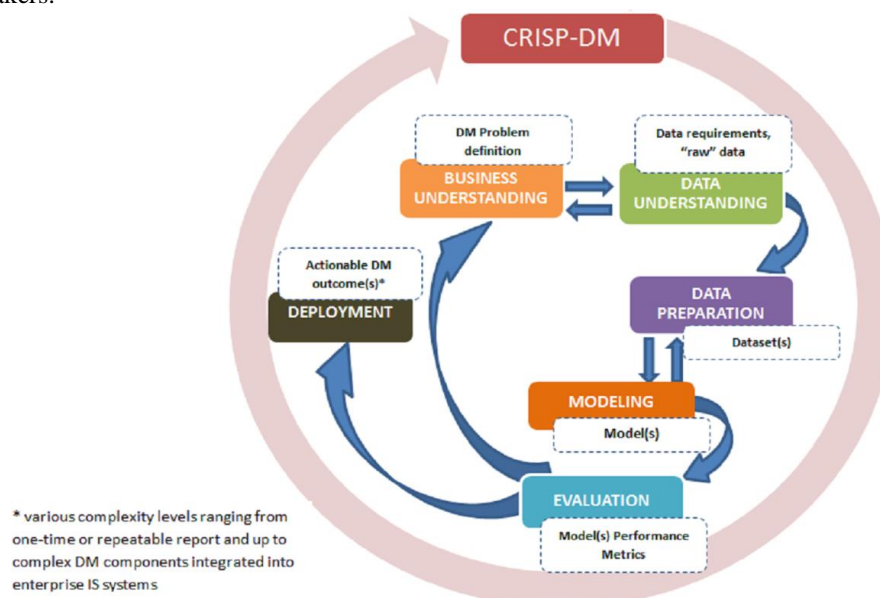 akers.
CRISP-DM
DM Problem
definition
BUSINESS
UNDERSTANDING
Data requirements,
“raw” data
DATA
UNDERSTANDING
Actionable DM
outcome(s)*
DEPLOYMENT
DATA
PREPARATION
Dataset(s)
MODELING
Model(s)
EVALUATION
Model(s) Performance
Metrics
* various complexity levels ranging from
one-time or repeatable report and up to
complex DM components integrated into
enterprise IS systems